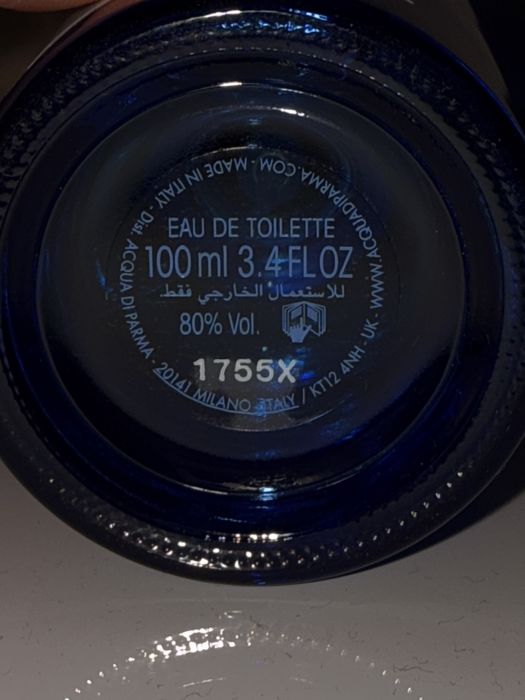 EAU DE TOILETTE
100 ml 3.4 FL OZ
للاستعمال الخارجي فقط.
80% Vol.
1755X
Dist. ACQUA DI PARMA · 20141 MILANO ITALY / KT12 4NH · UK · WWW.ACQUADIPARMA.COM · MADE IN ITALY ·